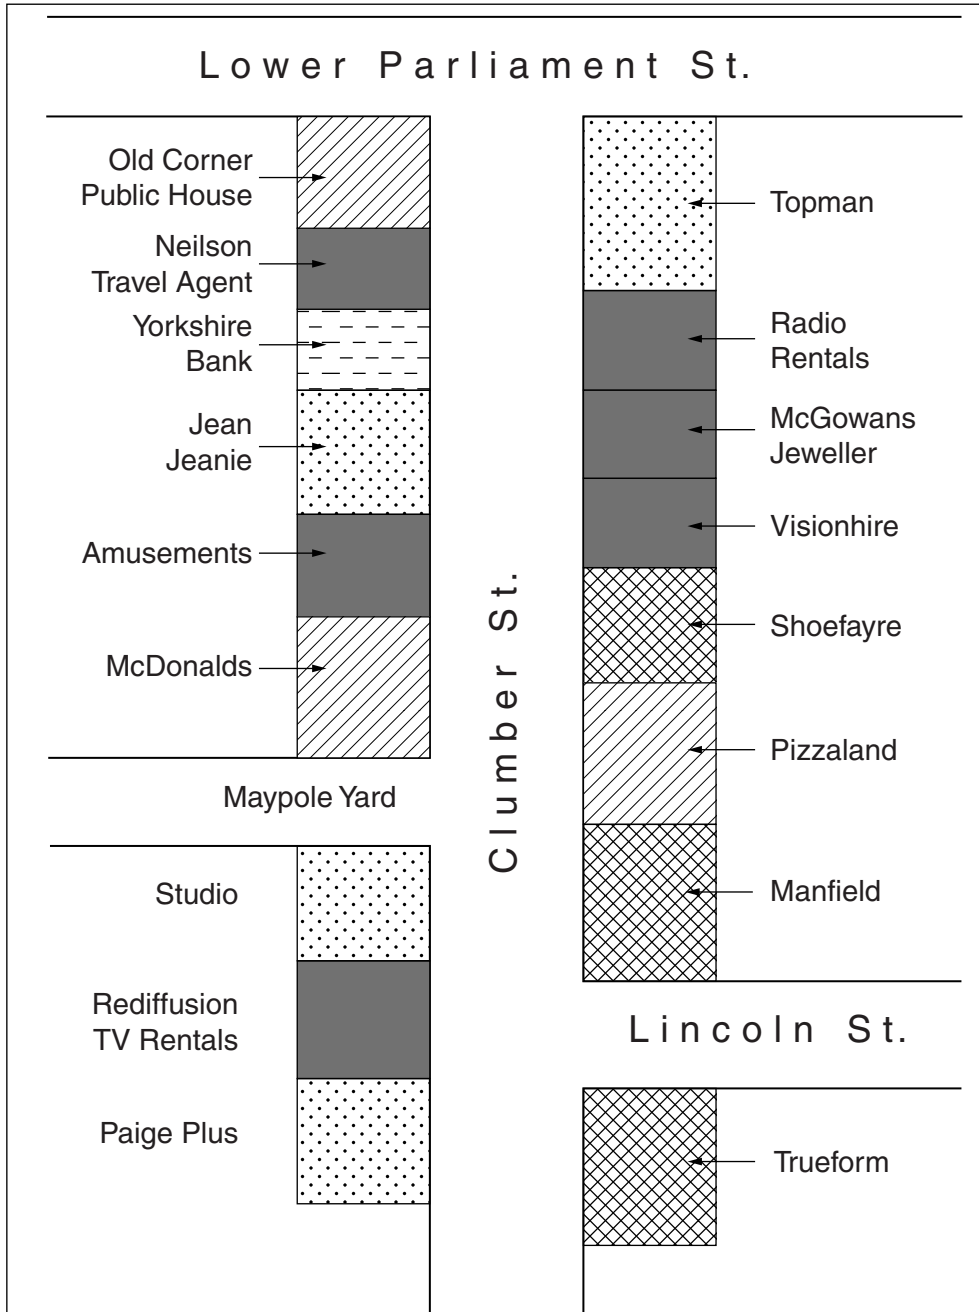 Lower Parliament St.
Old Corner
Public House
Neilson
Travel Agent
Yorkshire
Bank
Jean
Jeanie
Amusements
McDonalds
Maypole Yard
Studio
Rediffusion
TV Rentals
Paige Plus
Clumber St.
Topman
Radio
Rentals
McGowans
Jeweller
Visionhire
Shoefayre
Pizzaland
Manfield
Lincoln St.
Trueform